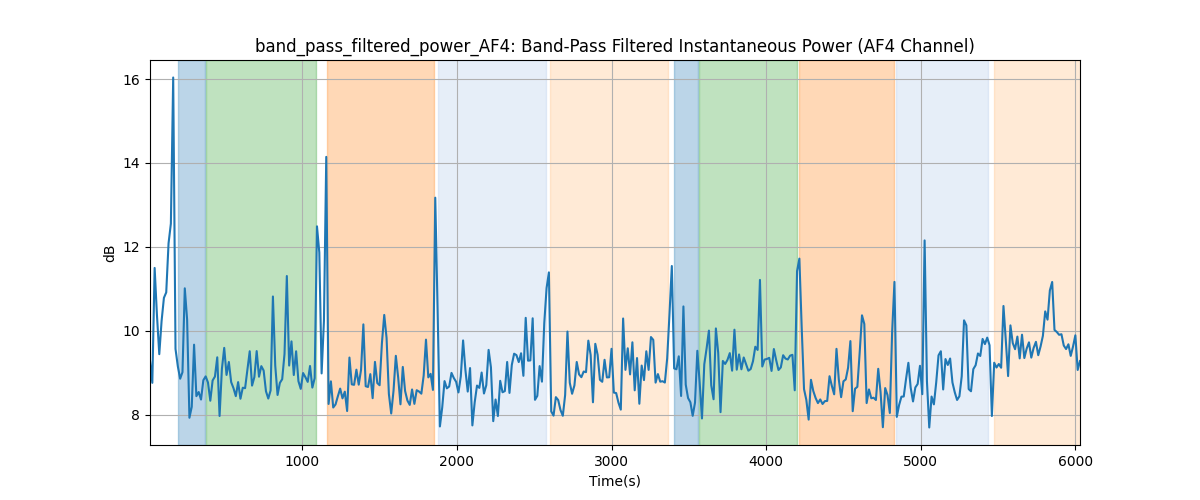 band_pass_filtered_power_AF4: Band-Pass Filtered Instantaneous Power (AF4 Channel)
16
14
12
10
8
dB
1000 2000 3000 4000 5000 6000
Time(s)